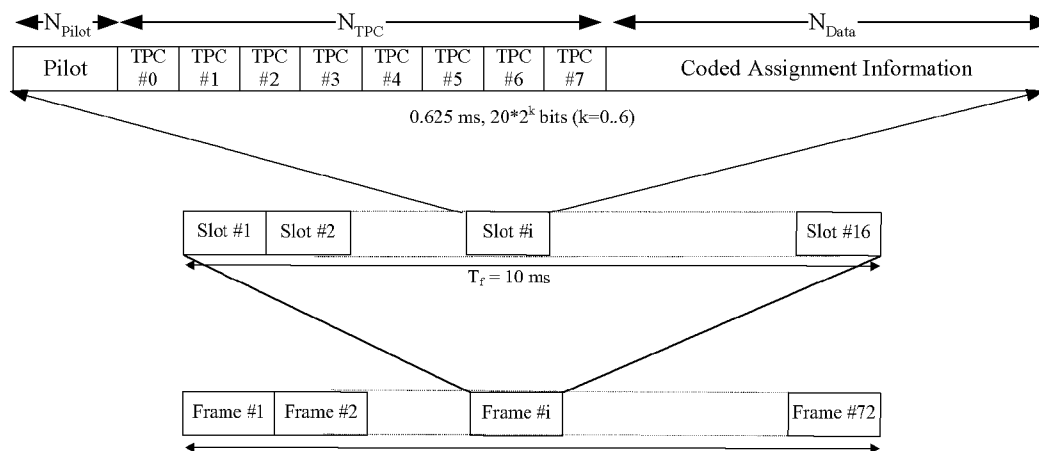 N_Pilot N_TPC N_Data
Pilot TPC #0 TPC #1 TPC #2 TPC #3 TPC #4 TPC #5 TPC #6 TPC #7 Coded Assignment Information
0.625 ms, 20*2^k bits (k=0..6)
Slot #1 Slot #2 Slot #i Slot #16
T_f = 10 ms
Frame #1 Frame #2 Frame #i Frame #72